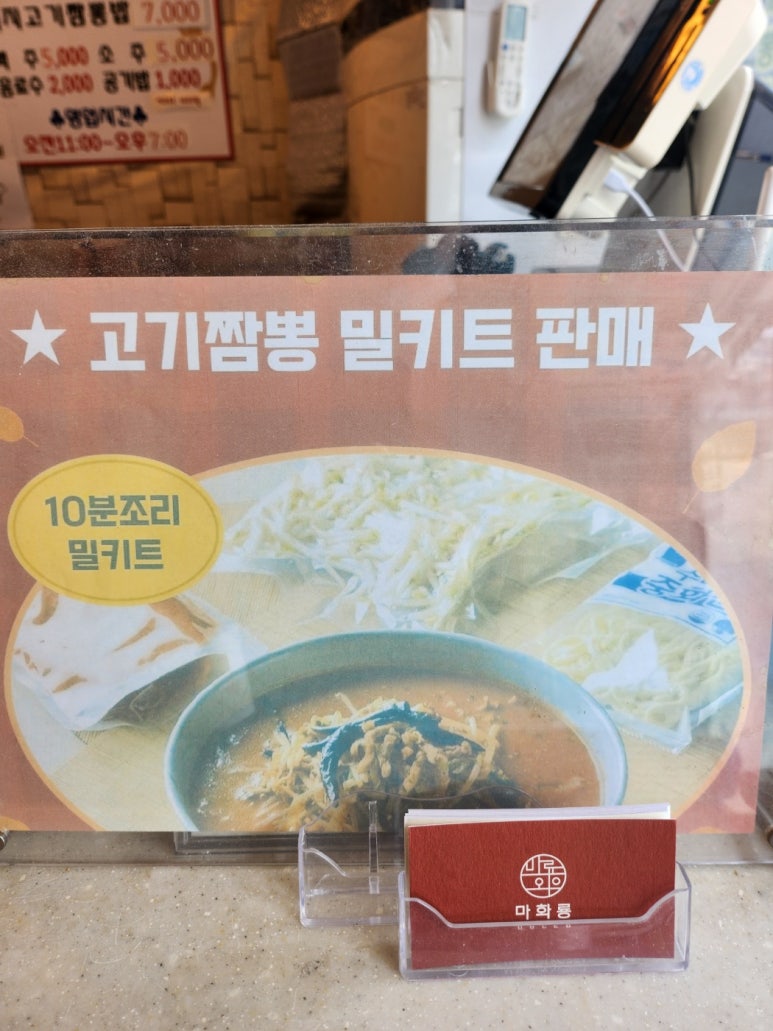 고기짬뽕밥 7,000
주 5,000 소 주 5,000
음료수 2,000 공기밥 1,000
♣영업시간♣
오전11:00~오후7:00
★ 고기짬뽕 밀키트 판매 ★
10분조리
밀키트
마화룡